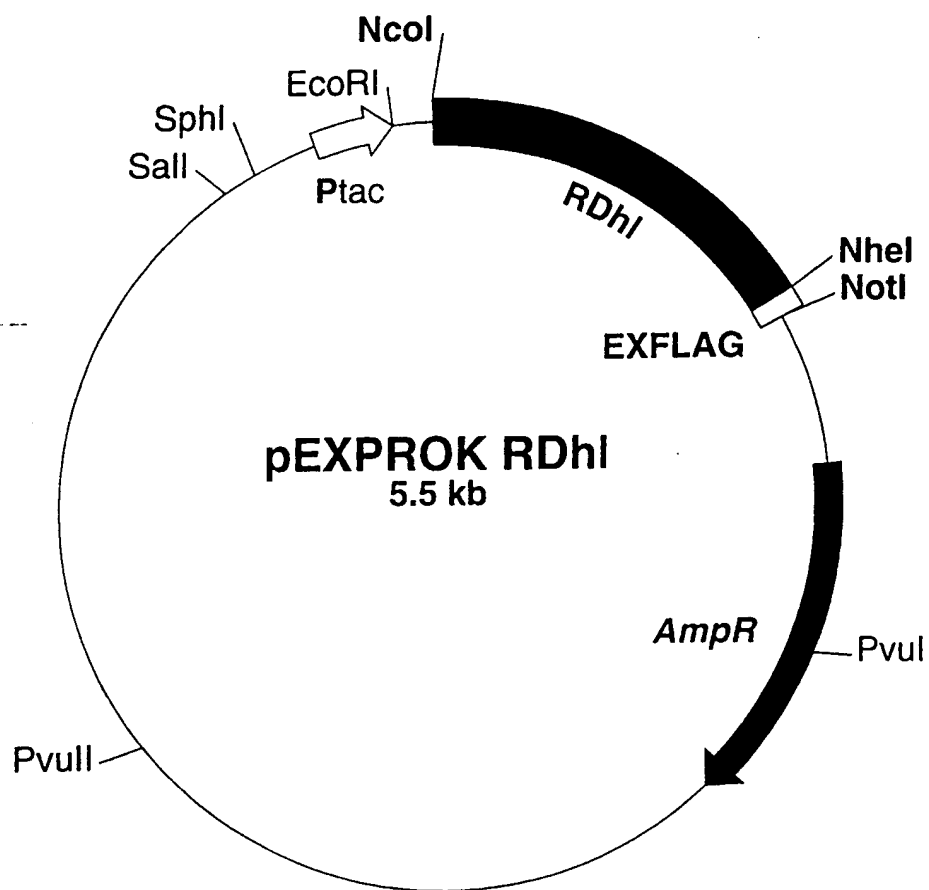 NcoI
EcoRI
SphI
SalI
Ptac
RDhI
NheI
NotI
EXFLAG
pEXPROK RDhI
5.5 kb
AmpR
PvuI
PvuII